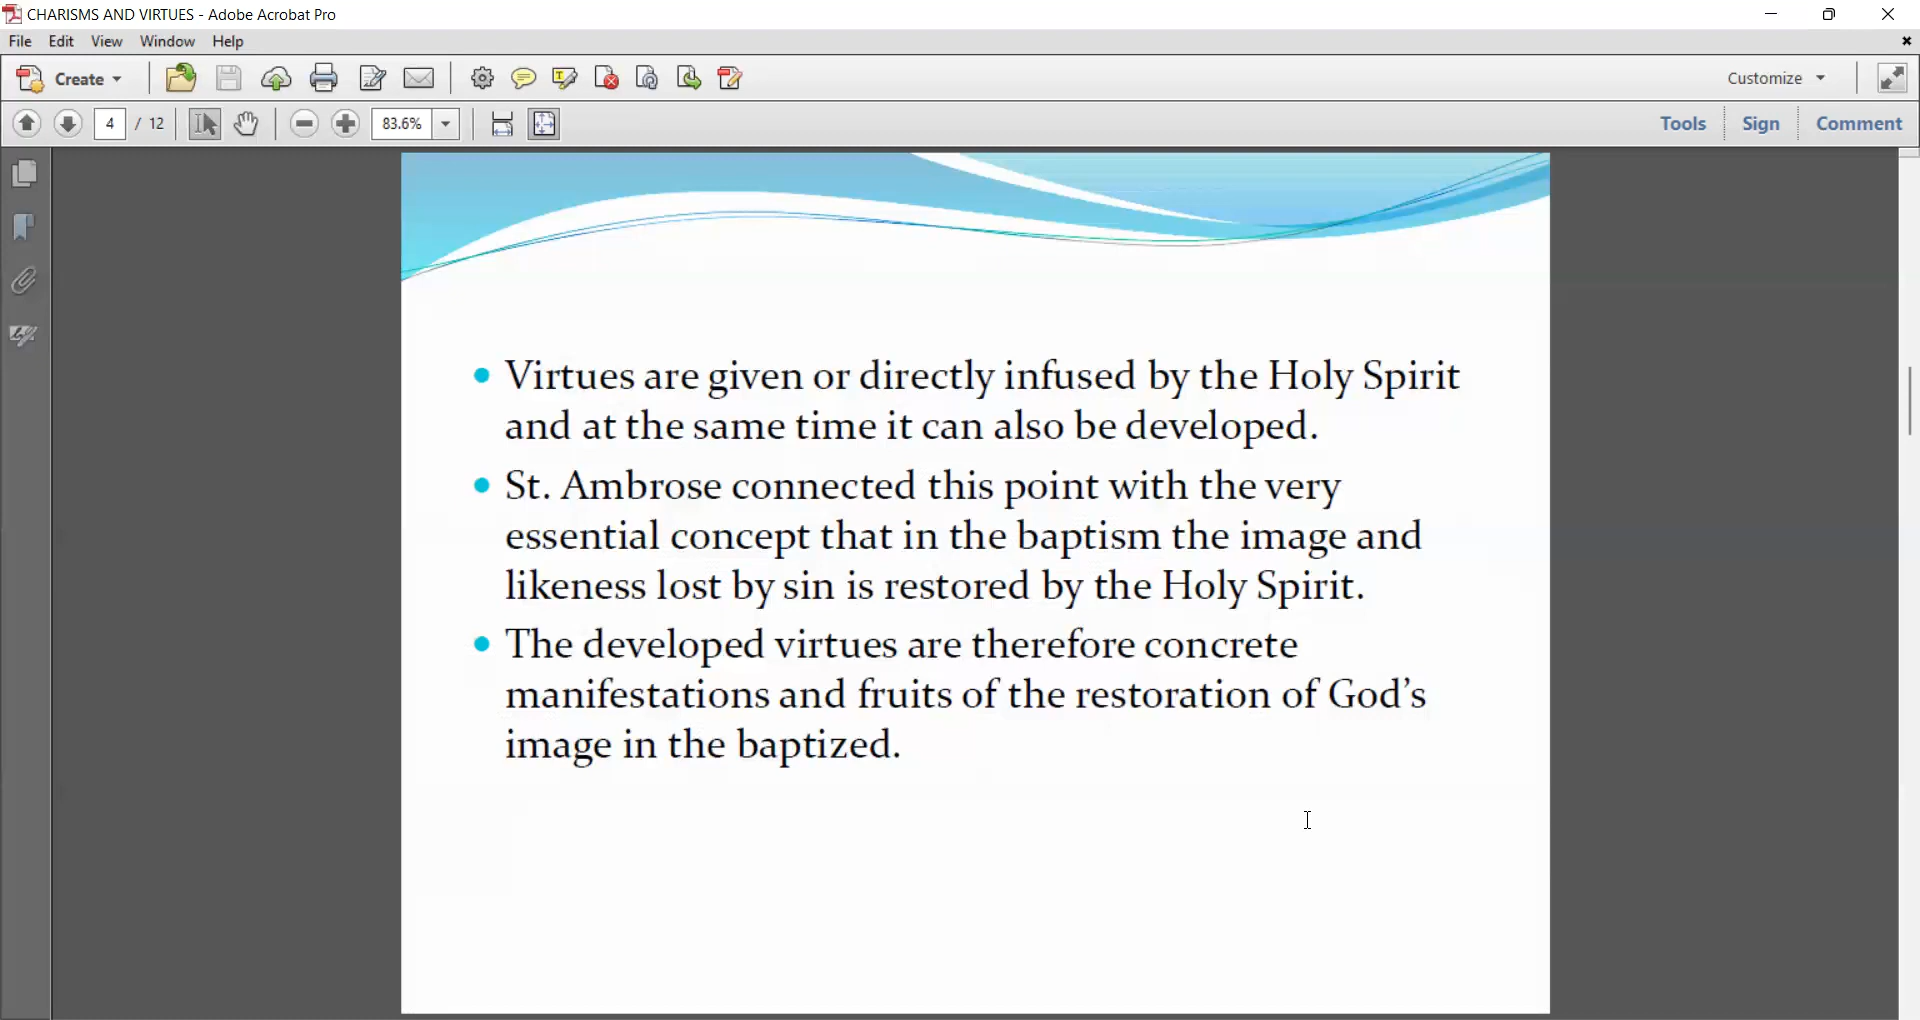 CHARISMS AND VIRTUES - Adobe Acrobat Pro
File Edit View Window Help
Create
Customize
4 / 12
83.6%
Tools Sign Comment
• Virtues are given or directly infused by the Holy Spirit
and at the same time it can also be developed.
• St. Ambrose connected this point with the very
essential concept that in the baptism the image and
likeness lost by sin is restored by the Holy Spirit.
• The developed virtues are therefore concrete
manifestations and fruits of the restoration of God’s
image in the baptized.